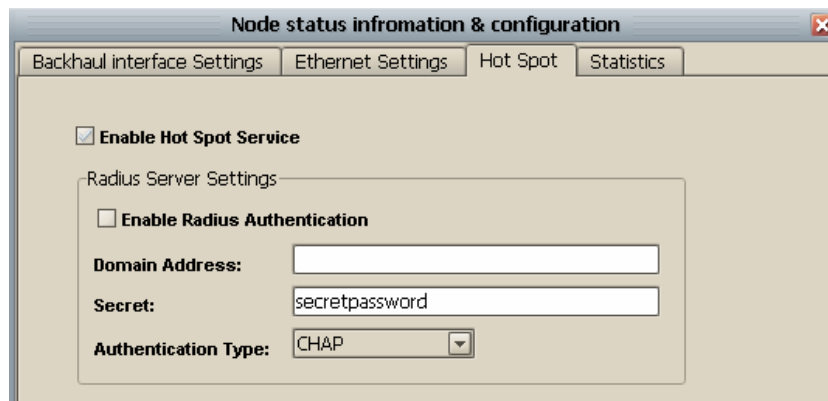 Node status infromation & configuration
Backhaul interface Settings Ethernet Settings Hot Spot Statistics
Enable Hot Spot Service
Radius Server Settings
Enable Radius Authentication
Domain Address:
Secret: secretpassword
Authentication Type: CHAP